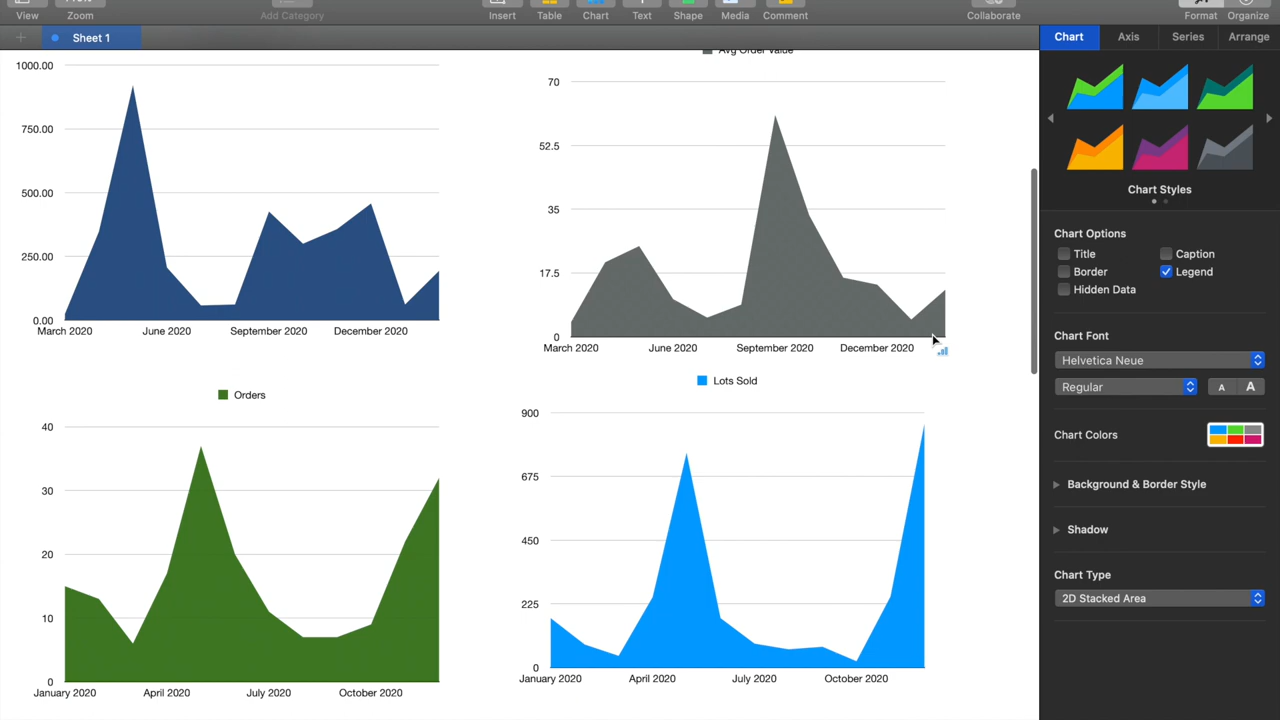 View Zoom Add Category Insert Table Chart Text Shape Media Comment Collaborate Format Organize
Sheet 1
Chart Axis Series Arrange
1000.00
750.00
500.00
250.00
0.00
March 2020 June 2020 September 2020 December 2020
Avg Order Value
70
52.5
35
17.5
0
March 2020 June 2020 September 2020 December 2020
Orders
40
30
20
10
0
January 2020 April 2020 July 2020 October 2020
Lots Sold
900
675
450
225
0
January 2020 April 2020 July 2020 October 2020
Chart Styles
Chart Options
Title Caption
Border Legend
Hidden Data
Chart Font
Helvetica Neue
Regular A A
Chart Colors
Background & Border Style
Shadow
Chart Type
2D Stacked Area